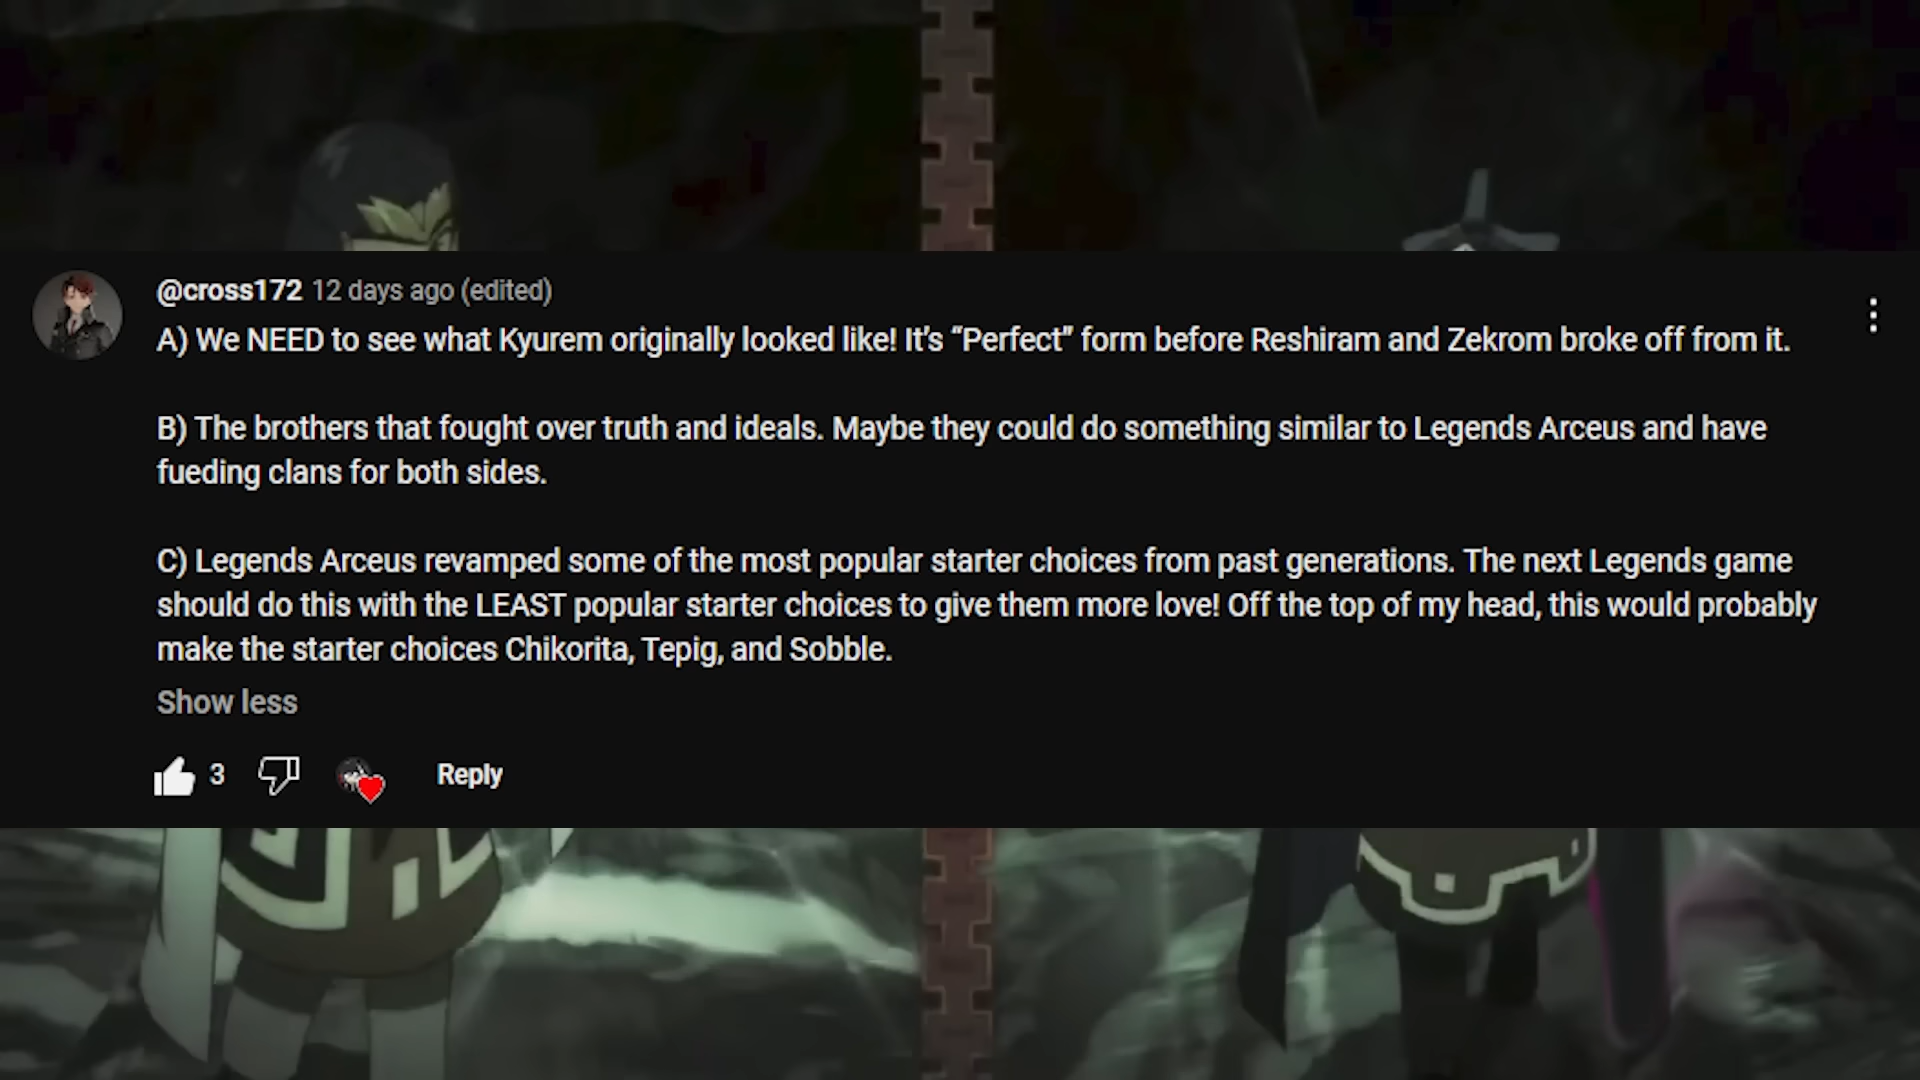 @cross172 12 days ago (edited)
A) We NEED to see what Kyurem originally looked like! It’s “Perfect” form before Reshiram and Zekrom broke off from it.
B) The brothers that fought over truth and ideals. Maybe they could do something similar to Legends Arceus and have
fueding clans for both sides.
C) Legends Arceus revamped some of the most popular starter choices from past generations. The next Legends game
should do this with the LEAST popular starter choices to give them more love! Off the top of my head, this would probably
make the starter choices Chikorita, Tepig, and Sobble.
Show less
3 Reply